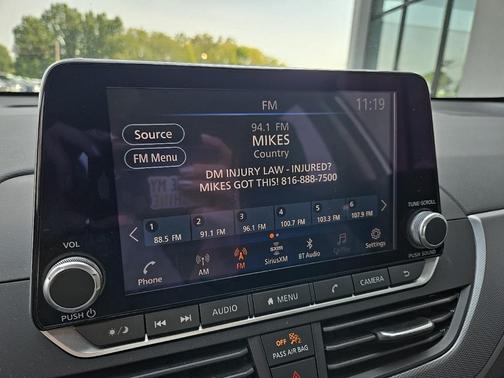 FM
11:19
Source
FM Menu
94.1 FM
MIKES
Country
DM INJURY LAW - INJURED?
MIKES GOT THIS! 816-888-7500
1 2 3 4 5 6
88.5 FM 91.1 FM 96.1 FM 100.7 FM 103.3 FM 107.9 FM
Phone AM FM SXM SiriusXM BT Audio Settings
VOL
TUNE·SCROLL
PUSH
PUSH SOUND
AUDIO MENU CAMERA
OFF 2
PASS AIR BAG